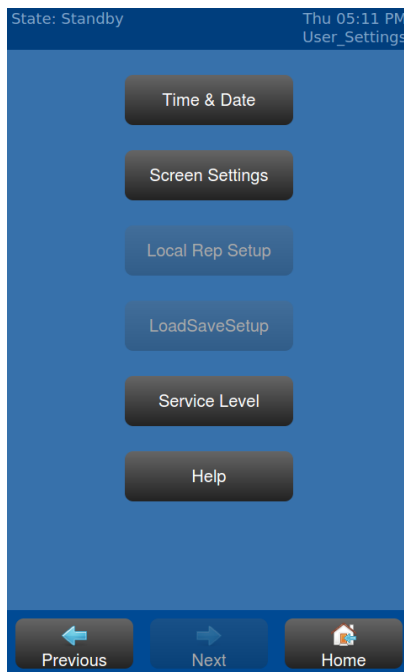 State: Standby
Thu 05:11 PM
User_Settings
Time & Date
Screen Settings
Local Rep Setup
LoadSaveSetup
Service Level
Help
Previous
Next
Home